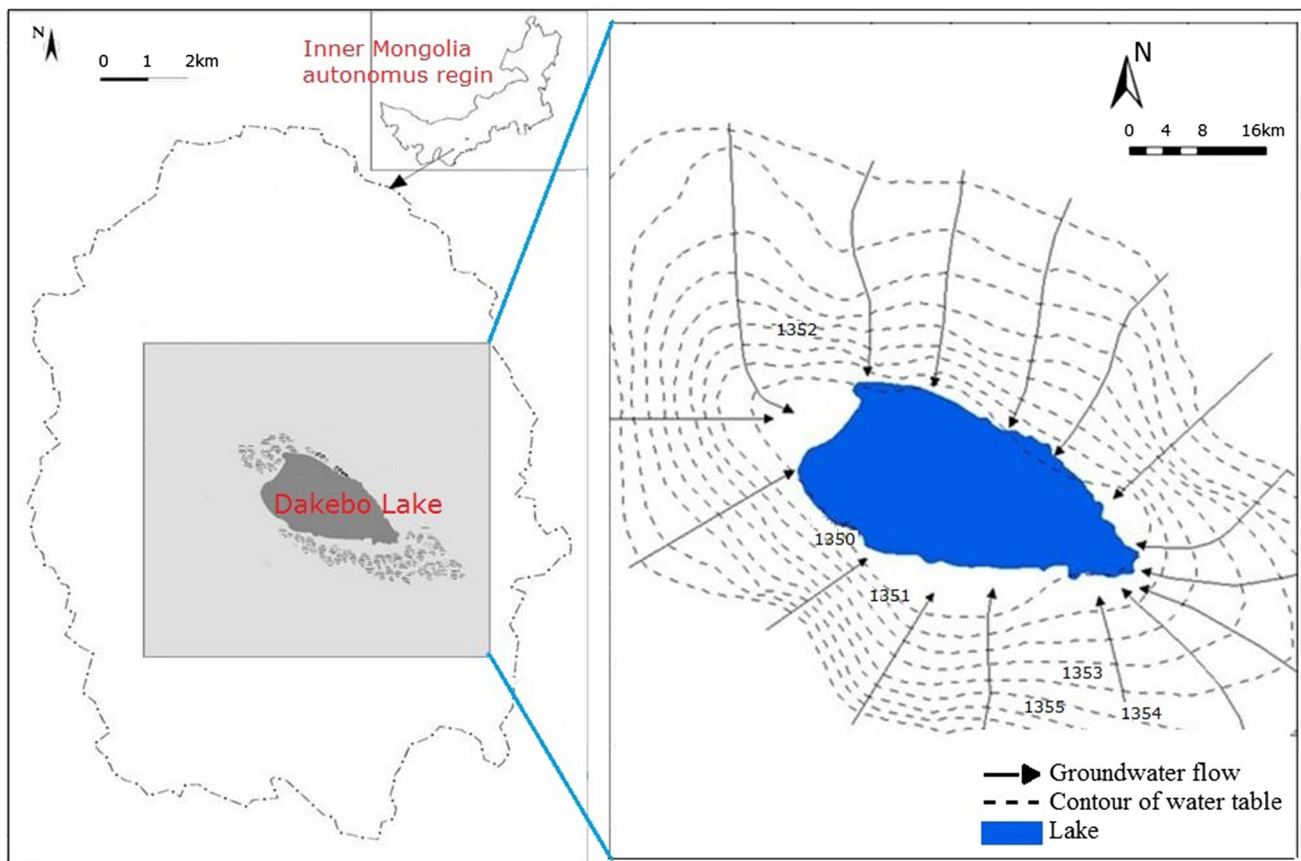 N
0 1 2km
Inner Mongolia
autonomus regin
Dakebo Lake
N
0 4 8 16km
1352
1350
1351
1353
1355
1354
Groundwater flow
Contour of water table
Lake